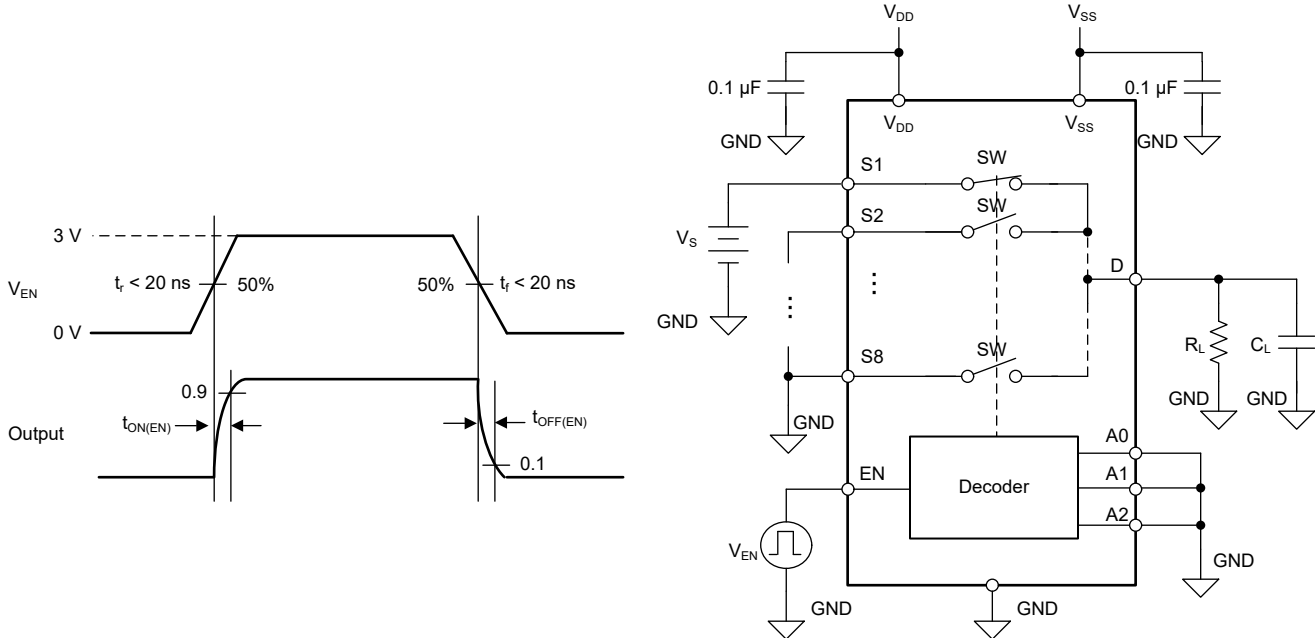 3 V
V_EN
t_r < 20 ns
50%
50%
t_f < 20 ns
0 V
0.9
t_ON(EN)
t_OFF(EN)
Output
0.1
V_DD
V_SS
0.1 µF
0.1 µF
V_DD
V_SS
GND
GND
S1
SW
S2
SW
V_S
...
...
D
GND
S8
SW
R_L
C_L
GND
GND
GND
A0
EN
Decoder
A1
A2
V_EN
GND
GND
GND